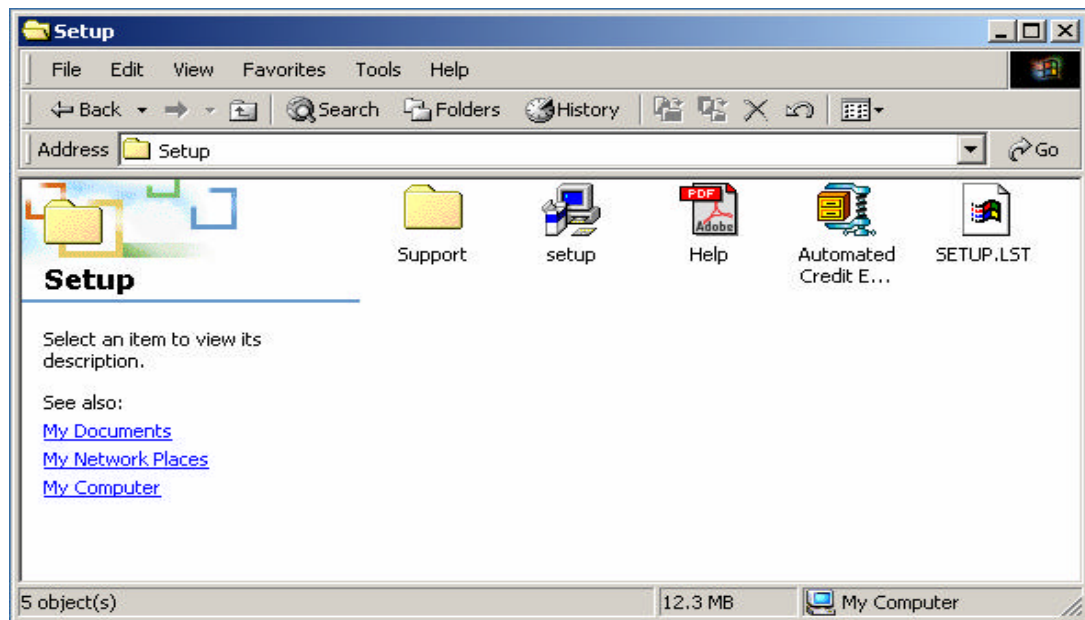 Setup
File Edit View Favorites Tools Help
Back Search Folders History
Address Setup Go
Setup
Select an item to view its
description.
See also:
My Documents
My Network Places
My Computer
Support
setup
PDF
Adobe
Help
Automated
Credit E...
SETUP.LST
5 object(s) 12.3 MB My Computer